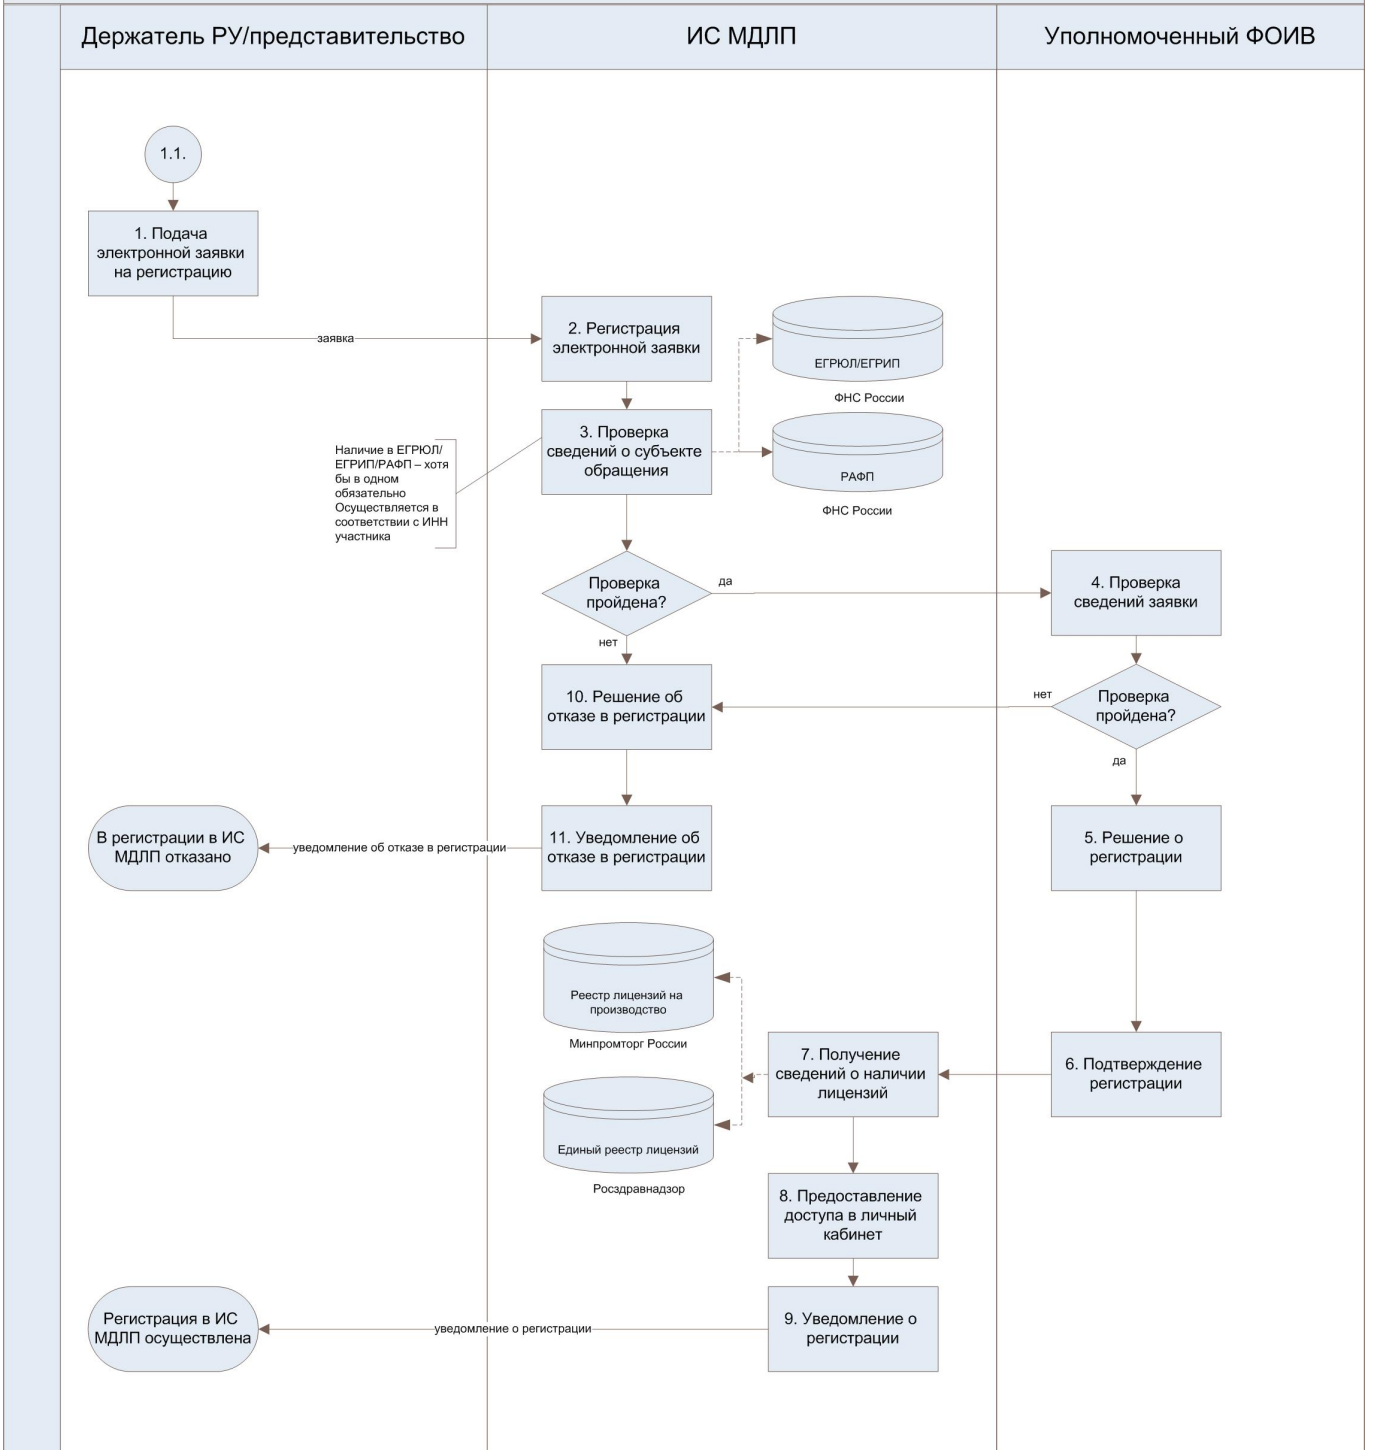 Держатель РУ/представительство
ИС МДЛП
Уполномоченный ФОИВ
1.1.
1. Подача
электронной заявки
на регистрацию
заявка
2. Регистрация
электронной заявки
ЕГРЮЛ/ЕГРИП
ФНС России
3. Проверка
сведений о субъекте
обращения
РАФП
ФНС России
Наличие в ЕГРЮЛ/
ЕГРИП/РАФП – хотя
бы в одном
обязательно
Осуществляется в
соответствии с ИНН
участника
Проверка
пройдена?
да
нет
4. Проверка
сведений заявки
10. Решение об
отказе в регистрации
нет
Проверка
пройдена?
да
В регистрации в ИС
МДЛП отказано
уведомление об отказе в регистрации
11. Уведомление об
отказе в регистрации
5. Решение о
регистрации
Реестр лицензий на
производство
Минпромторг России
7. Получение
сведений о наличии
лицензий
6. Подтверждение
регистрации
Единый реестр лицензий
Росздравнадзор
8. Предоставление
доступа в личный
кабинет
Регистрация в ИС
МДЛП осуществлена
уведомление о регистрации
9. Уведомление о
регистрации